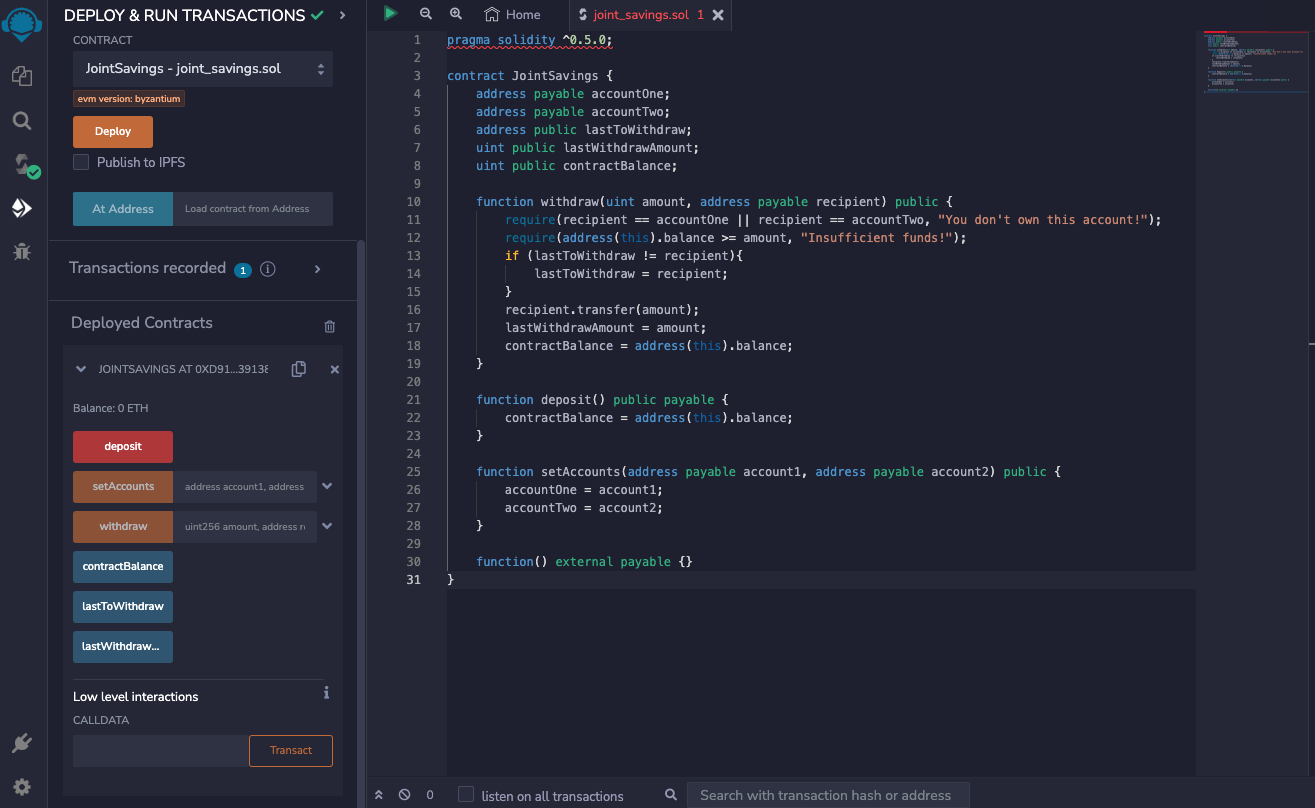 DEPLOY & RUN TRANSACTIONS
CONTRACT
JointSavings - joint_savings.sol
evm version: byzantium
Deploy
Publish to IPFS
At Address
Load contract from Address
Transactions recorded 1 i
Deployed Contracts
JOINTSAVINGS AT 0XD91...39138
Balance: 0 ETH
deposit
setAccounts
address account1, address
withdraw
uint256 amount, address re
contractBalance
lastToWithdraw
lastWithdraw...
Low level interactions
i
CALLDATA
Transact
Home
joint_savings.sol 1
1 pragma solidity ^0.5.0;
2
3 contract JointSavings {
4 address payable accountOne;
5 address payable accountTwo;
6 address public lastToWithdraw;
7 uint public lastWithdrawAmount;
8 uint public contractBalance;
9
10 function withdraw(uint amount, address payable recipient) public {
11 require(recipient == accountOne || recipient == accountTwo, "You don't own this account!");
12 require(address(this).balance >= amount, "Insufficient funds!");
13 if (lastToWithdraw != recipient){
14 lastToWithdraw = recipient;
15 }
16 recipient.transfer(amount);
17 lastWithdrawAmount = amount;
18 contractBalance = address(this).balance;
19 }
20
21 function deposit() public payable {
22 contractBalance = address(this).balance;
23 }
24
25 function setAccounts(address payable account1, address payable account2) public {
26 accountOne = account1;
27 accountTwo = account2;
28 }
29
30 function() external payable {}
31 }
0
listen on all transactions
Search with transaction hash or address